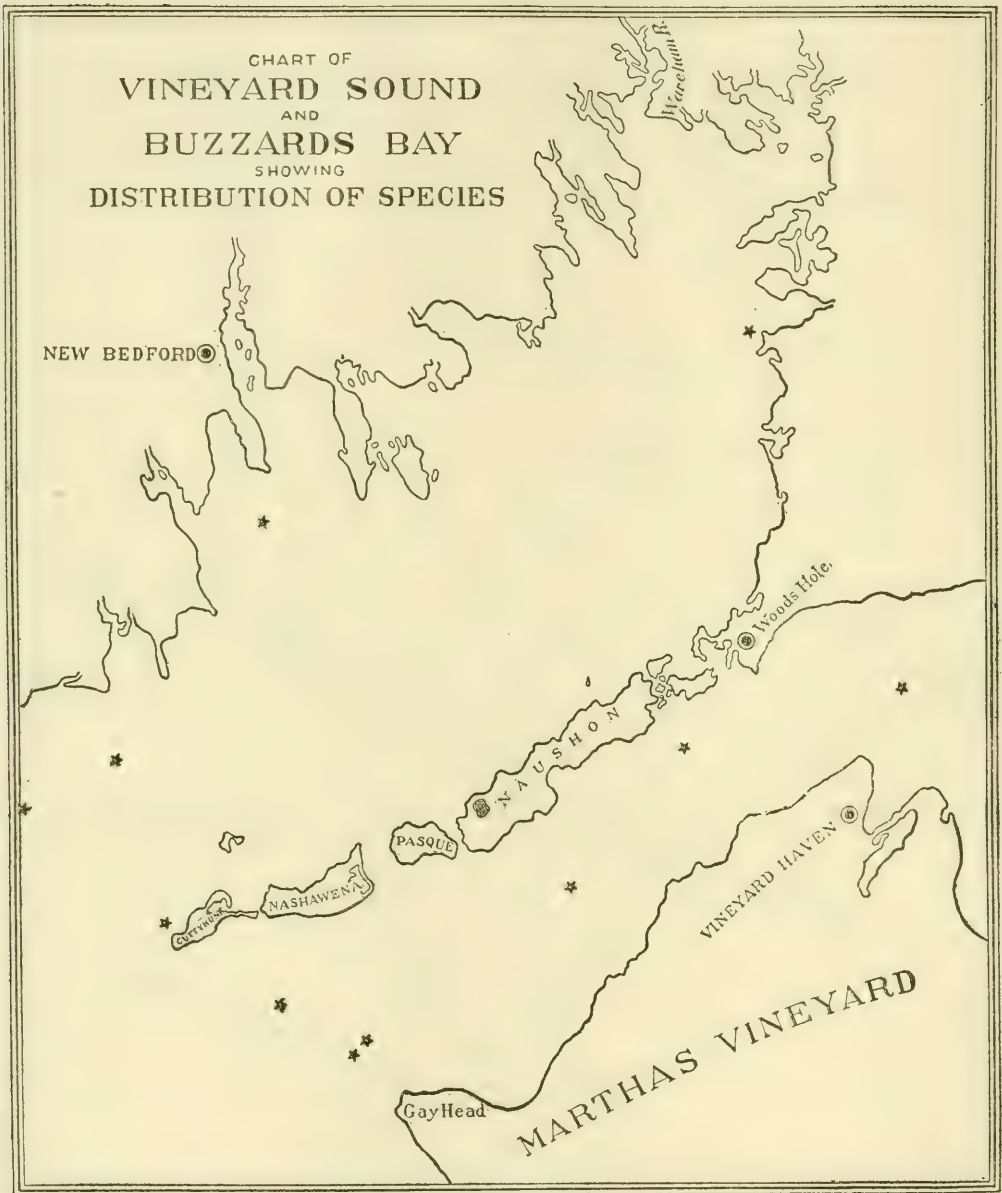 CHART OF
VINEYARD SOUND
AND
BUZZARDS BAY
SHOWING
DISTRIBUTION OF SPECIES
Wareham R.
NEW BEDFORD
Woods Hole.
NAUSHON
PASQUE
NASHAWENA
CUTTYHUNK
VINEYARD HAVEN
MARTHAS VINEYARD
Gay Head